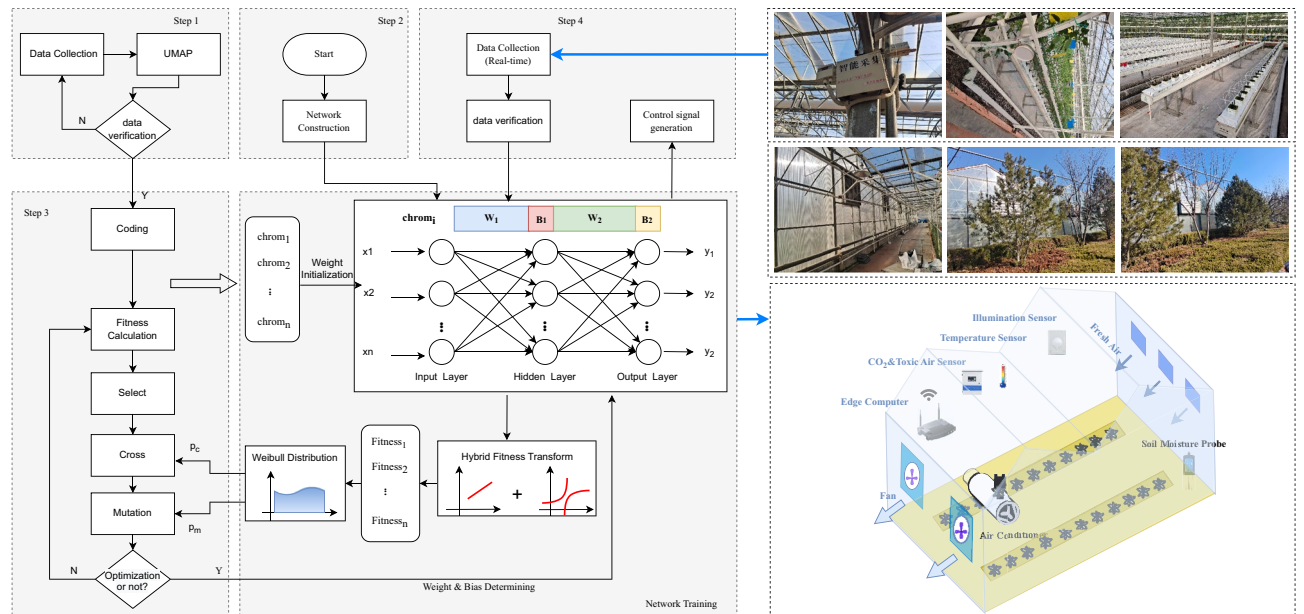 Step 1
Data Collection
UMAP
N
data
verification
Y
Step 2
Start
Network
Construction
Step 4
Data Collection
(Real-time)
data verification
Control signal
generation
智能采集
Step 3
Coding
Fitness
Calculation
Select
Cross
Mutation
Optimization
or not?
N
Y
pc
pm
chrom1
chrom2
⋮
chromn
Weight
Initialization
chromi
W1
B1
W2
B2
x1
x2
xn
y1
y2
y2
Input Layer
Hidden Layer
Output Layer
Weibull Distribution
Fitness1
Fitness2
⋮
Fitnessn
Hybrid Fitness Transform
+
Weight & Bias Determining
Network Training
Illumination Sensor
Temperature Sensor
CO2&Toxic Air Sensor
Edge Computer
Fresh Air
Soil Moisture Probe
Fan
Air Condition